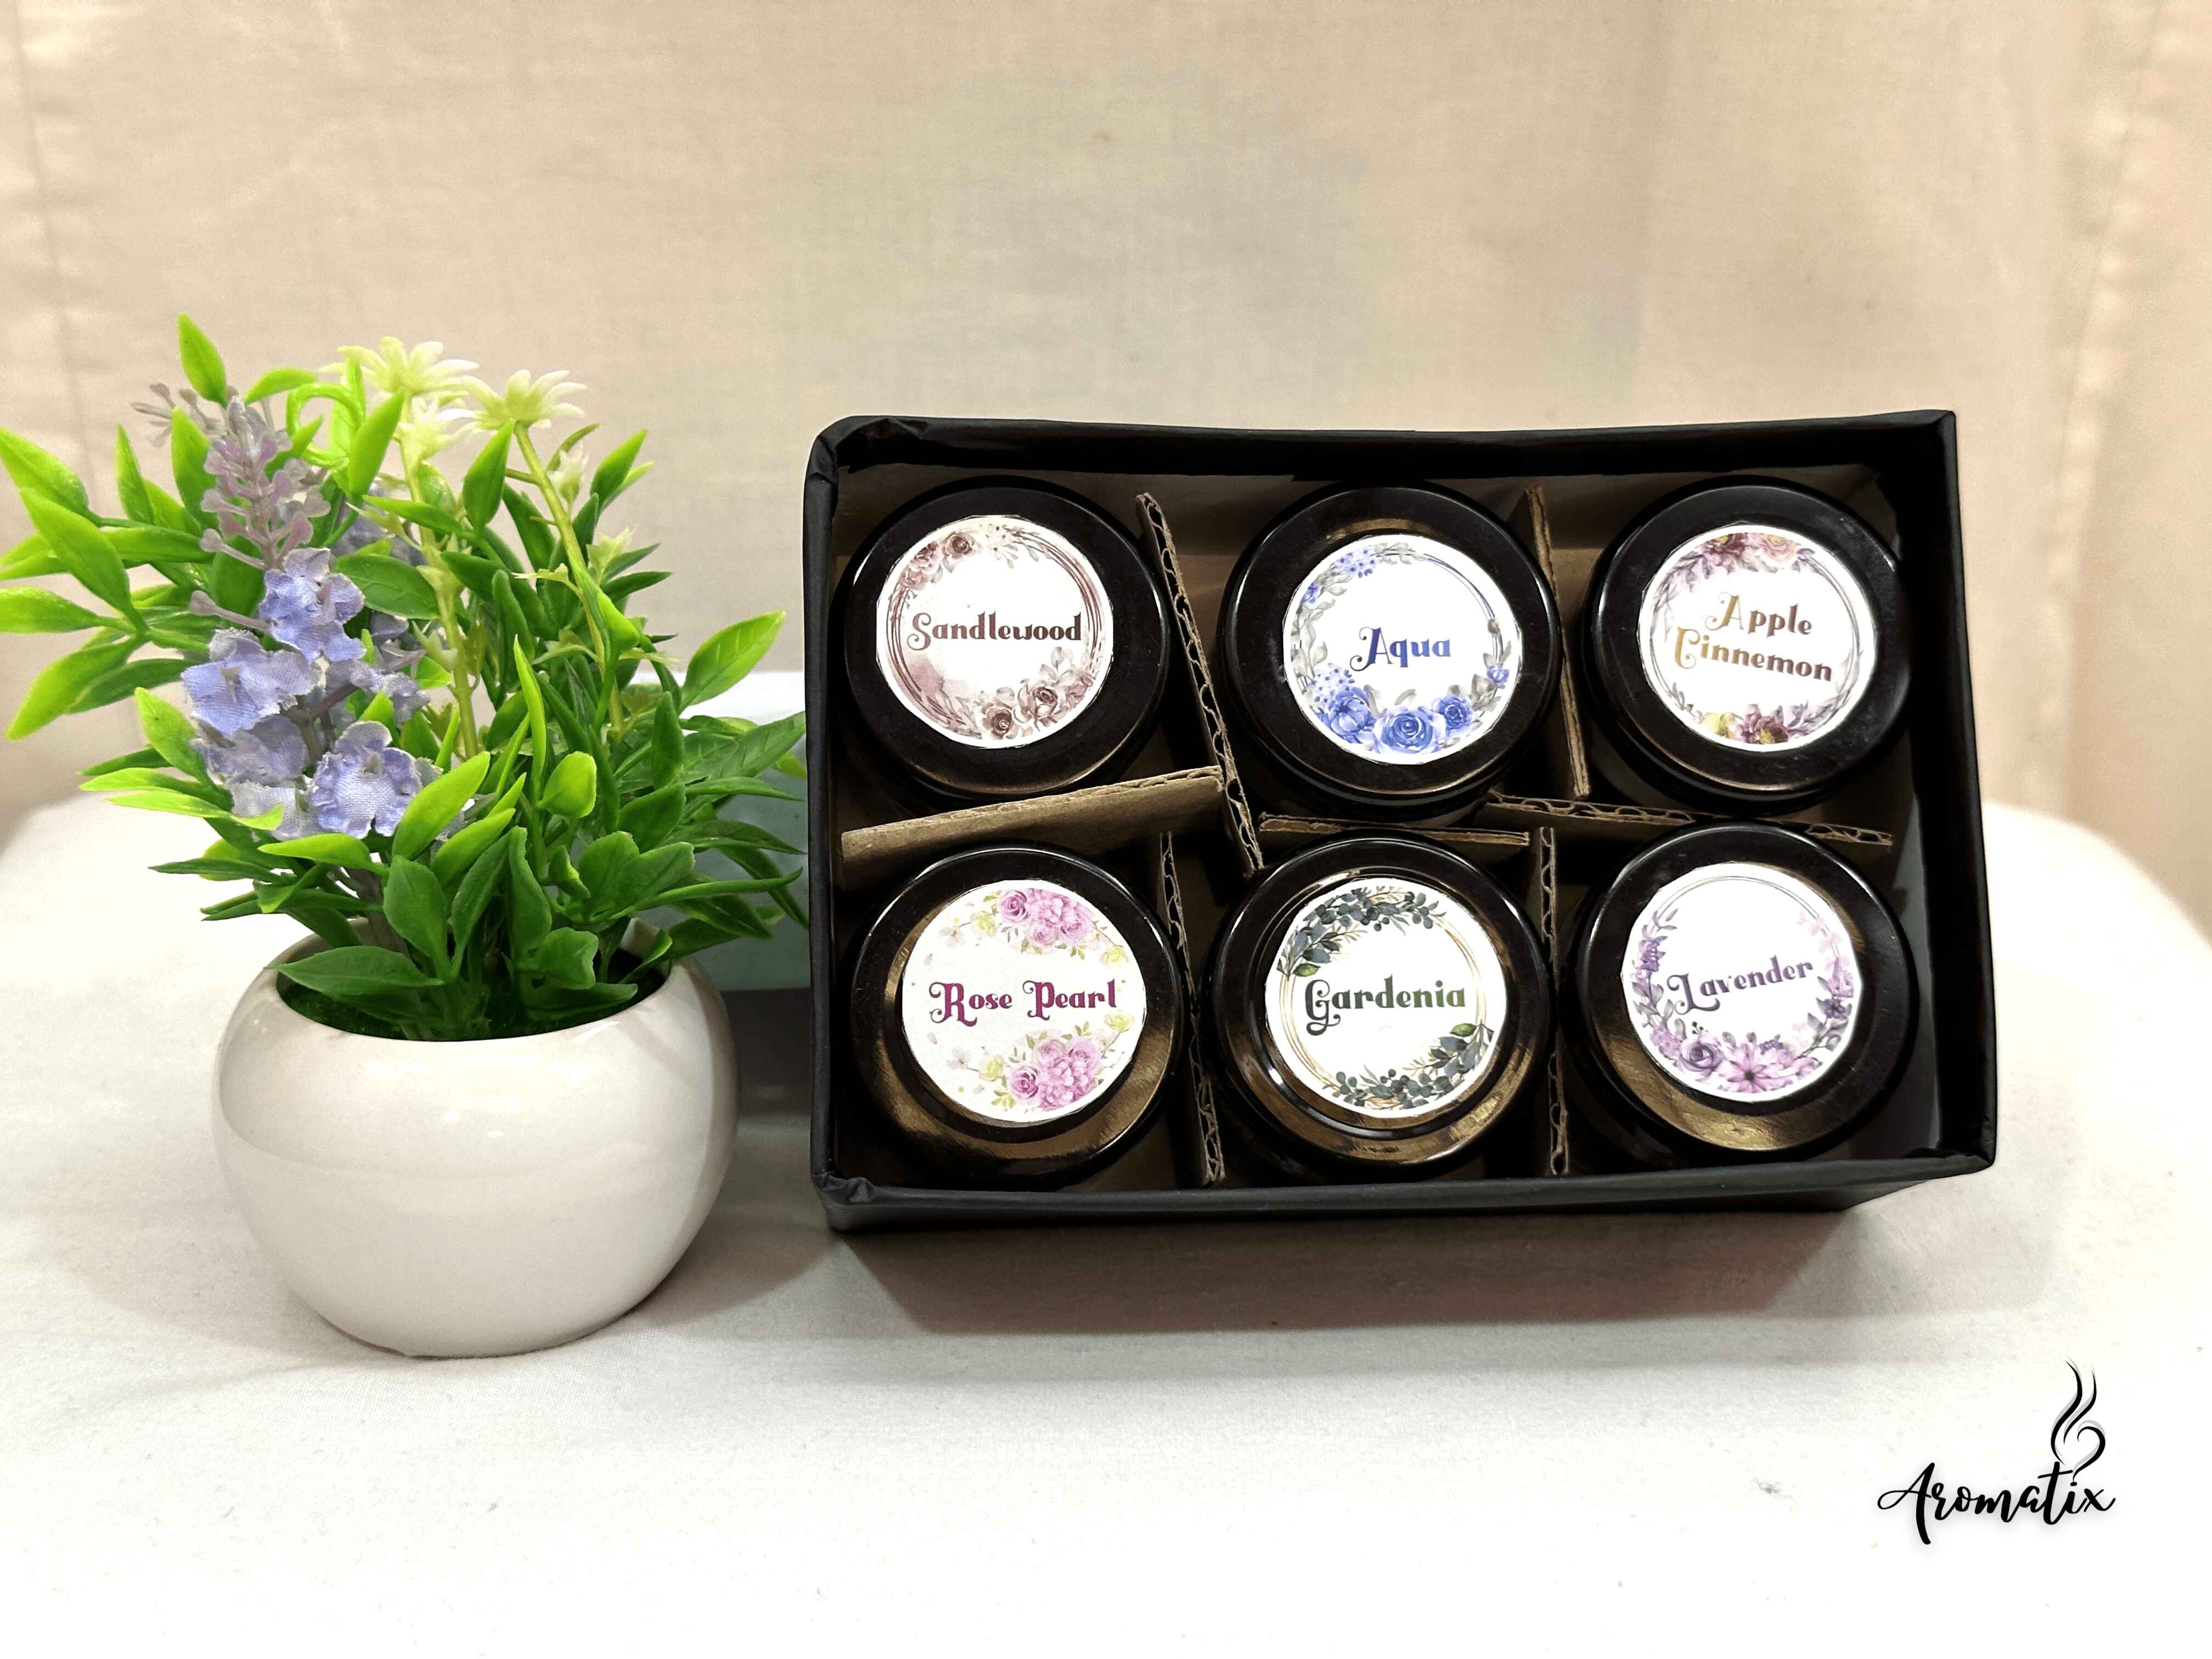 Sandlewood
Aqua
Apple
Cinnemon
Rose Pearl
Gardenia
Lavender
Aromatix